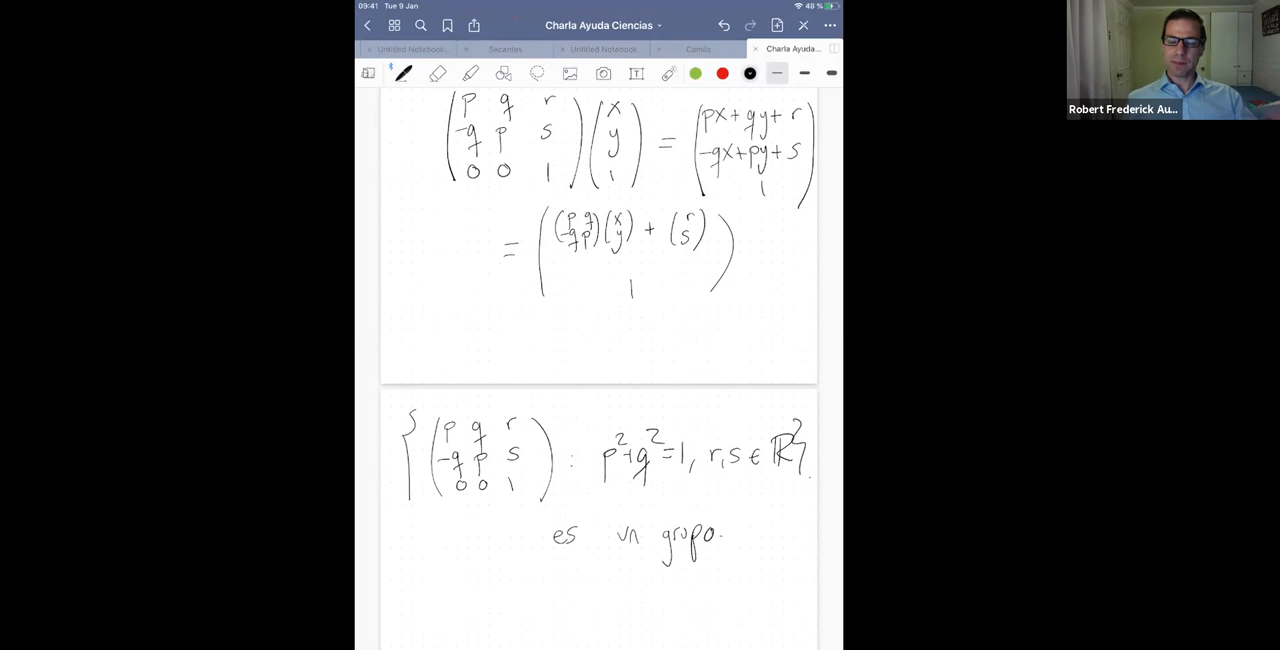 09:41 Tue 9 Jan
48 %
Charla Ayuda Ciencias
Untitled Notebook...
Secantes
Untitled Notebook
Camila
Charla Ayuda...
Robert Frederick Au...
(p q r; -q p s; 0 0 1)(x; y; 1) = (px + qy + r; -qx + py + s; 1)
= ((p q; -q p)(x; y) + (r; s); 1)
{(p q r; -q p s; 0 0 1) : p²+q²=1, r,s ∈ ℝ}.
es un grupo.